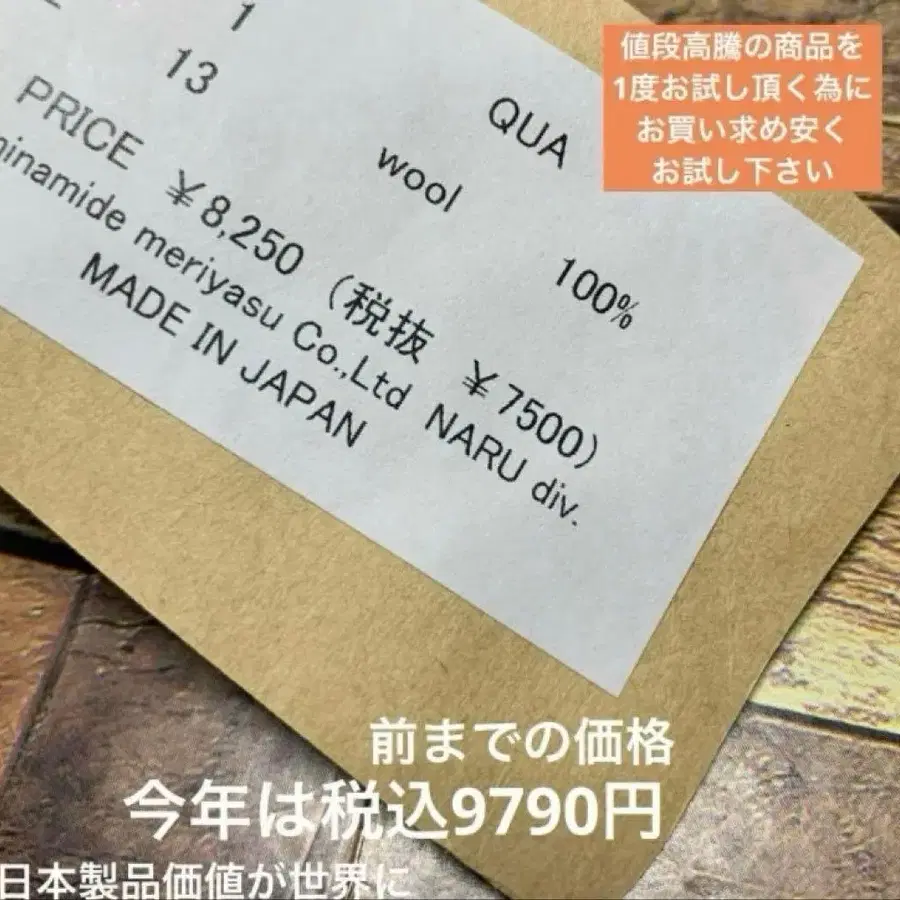 値段高騰の商品を
1度お試し頂く為に
お買い求め安く
お試し下さい
1
13
QUA
wool 100%
PRICE ¥8,250 (税抜 ¥7500)
minamide meriyasu Co.,Ltd NARU div.
MADE IN JAPAN
前までの価格
今年は税込9790円
日本製品価値が世界に